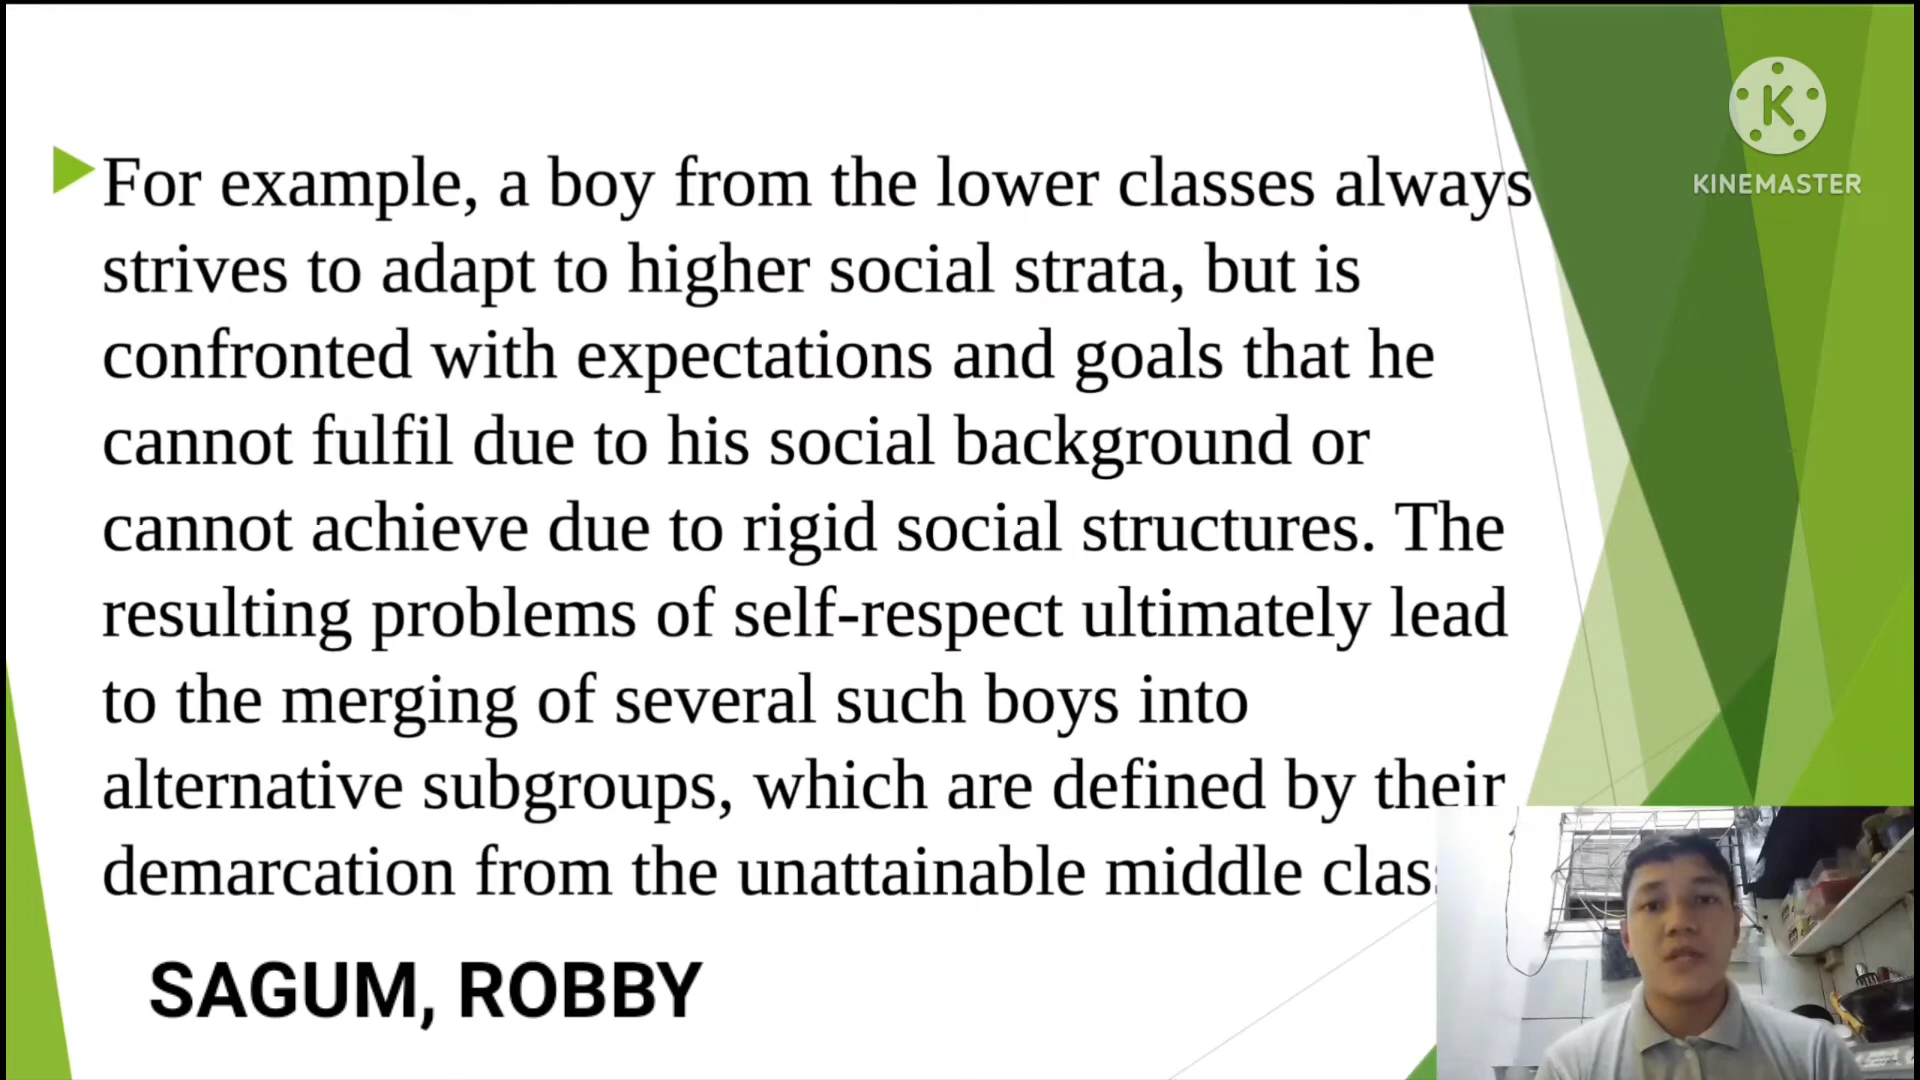 KINEMASTER
For example, a boy from the lower classes always
strives to adapt to higher social strata, but is
confronted with expectations and goals that he
cannot fulfil due to his social background or
cannot achieve due to rigid social structures. The
resulting problems of self-respect ultimately lead
to the merging of several such boys into
alternative subgroups, which are defined by their
demarcation from the unattainable middle clas
SAGUM, ROBBY